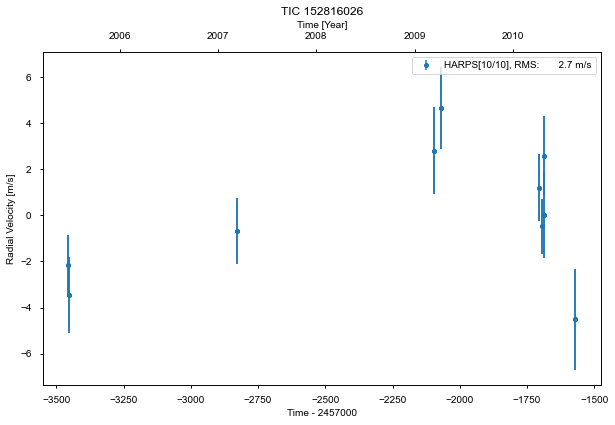 TIC 152816026
Time [Year]
2006 2007 2008 2009 2010
HARPS[10/10], RMS: 2.7 m/s
6
4
2
0
−2
−4
−6
Radial Velocity [m/s]
−3500 −3250 −3000 −2750 −2500 −2250 −2000 −1750 −1500
Time - 2457000